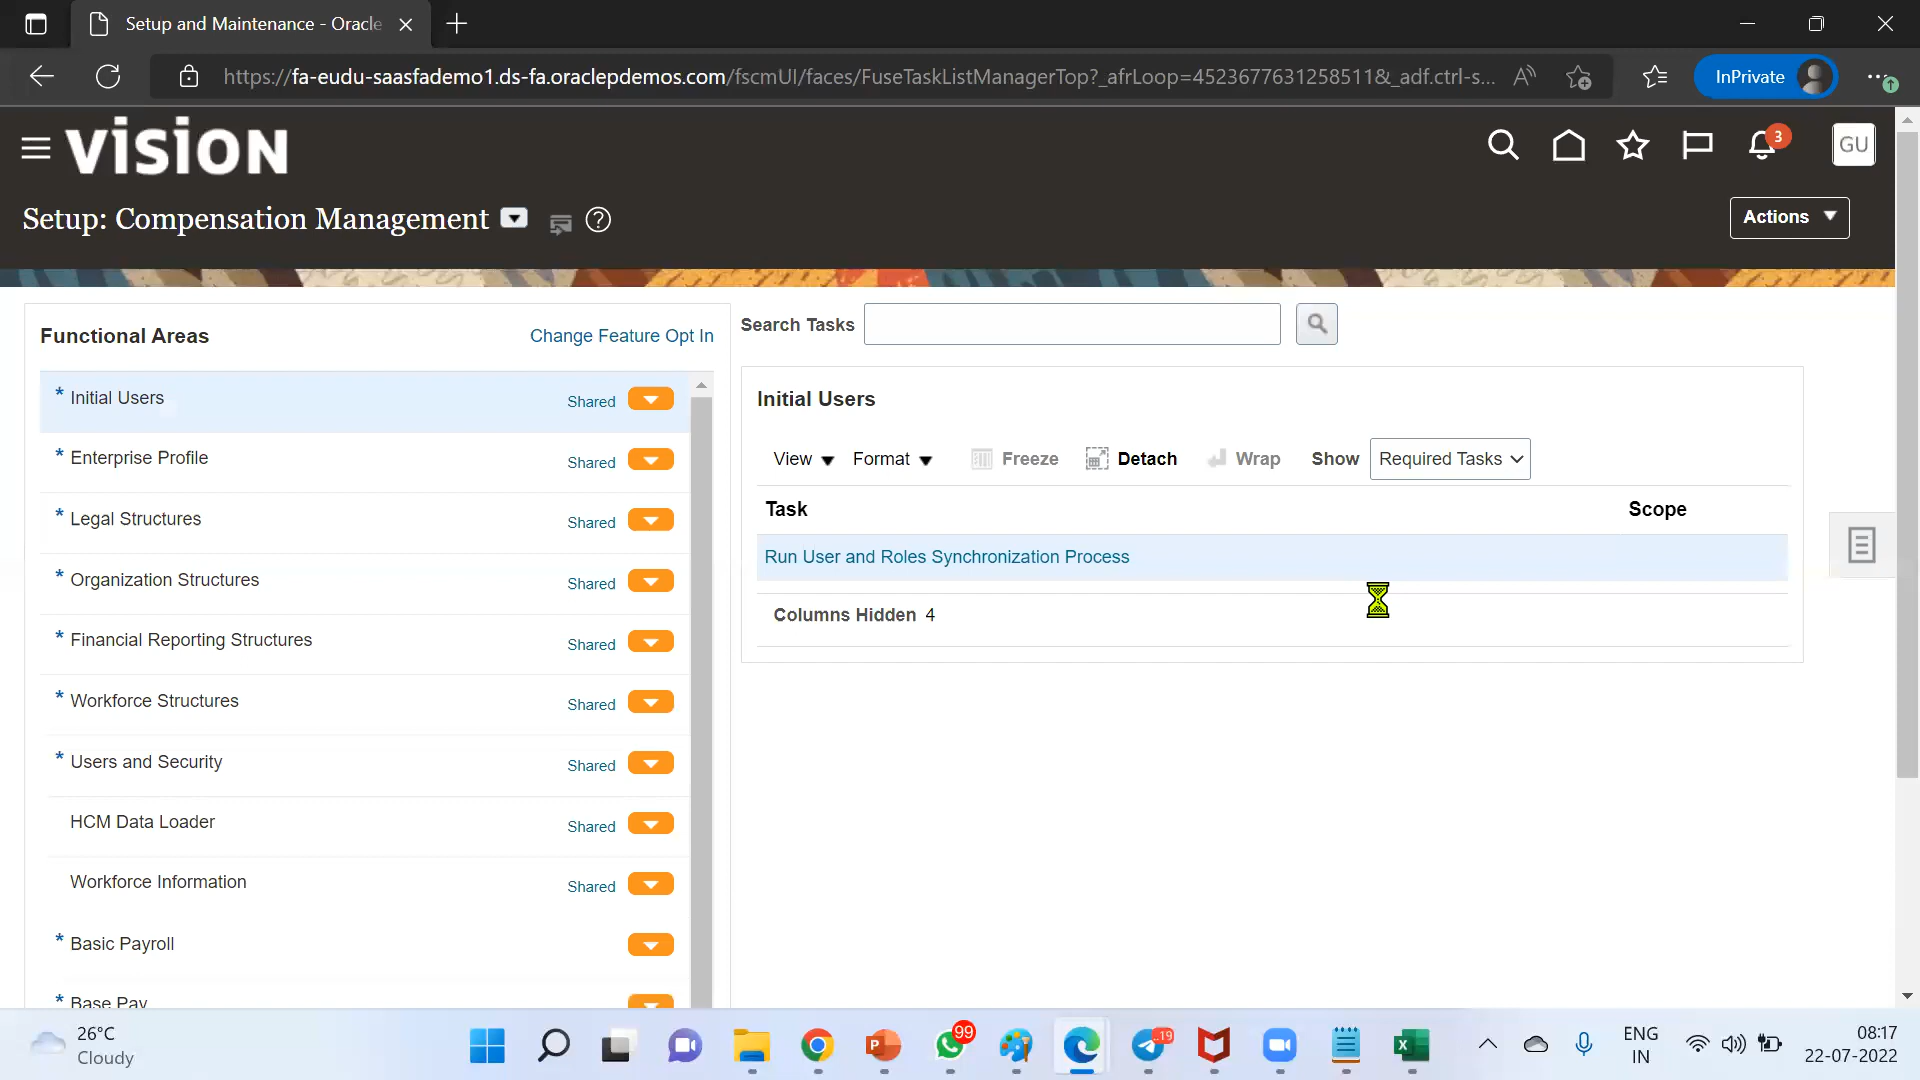 Setup and Maintenance - Oracle
https://fa-eudu-saasfademo1.ds-fa.oraclepdemos.com/fscmUI/faces/FuseTaskListManagerTop?_afrLoop=4523677631258511&_adf.ctrl-s...
InPrivate
VISION
3
GU
Setup: Compensation Management
Actions
Functional Areas
Change Feature Opt In
Search Tasks
* Initial Users Shared
* Enterprise Profile Shared
* Legal Structures Shared
* Organization Structures Shared
* Financial Reporting Structures Shared
* Workforce Structures Shared
* Users and Security Shared
HCM Data Loader Shared
Workforce Information Shared
* Basic Payroll
* Base Pay
Initial Users
View Format Freeze Detach Wrap Show Required Tasks
Task Scope
Run User and Roles Synchronization Process
Columns Hidden 4
26°C
Cloudy
99
19
ENG
IN
08:17
22-07-2022